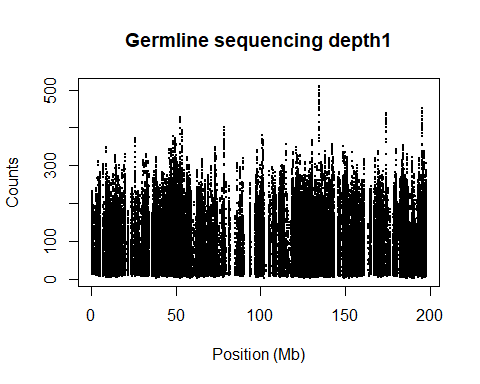 Germline sequencing depth1
Counts
500
300
100
0
0 50 100 150 200
Position (Mb)